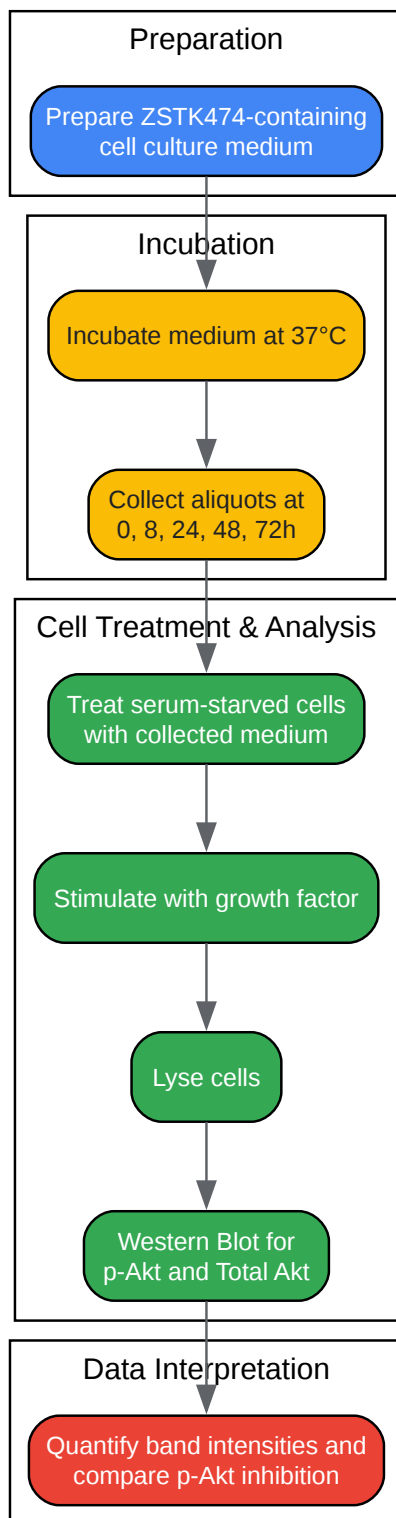 Preparation
Prepare ZSTK474-containing
cell culture medium
Incubation
Incubate medium at 37°C
Collect aliquots at
0, 8, 24, 48, 72h
Cell Treatment & Analysis
Treat serum-starved cells
with collected medium
Stimulate with growth factor
Lyse cells
Western Blot for
p-Akt and Total Akt
Data Interpretation
Quantify band intensities and
compare p-Akt inhibition